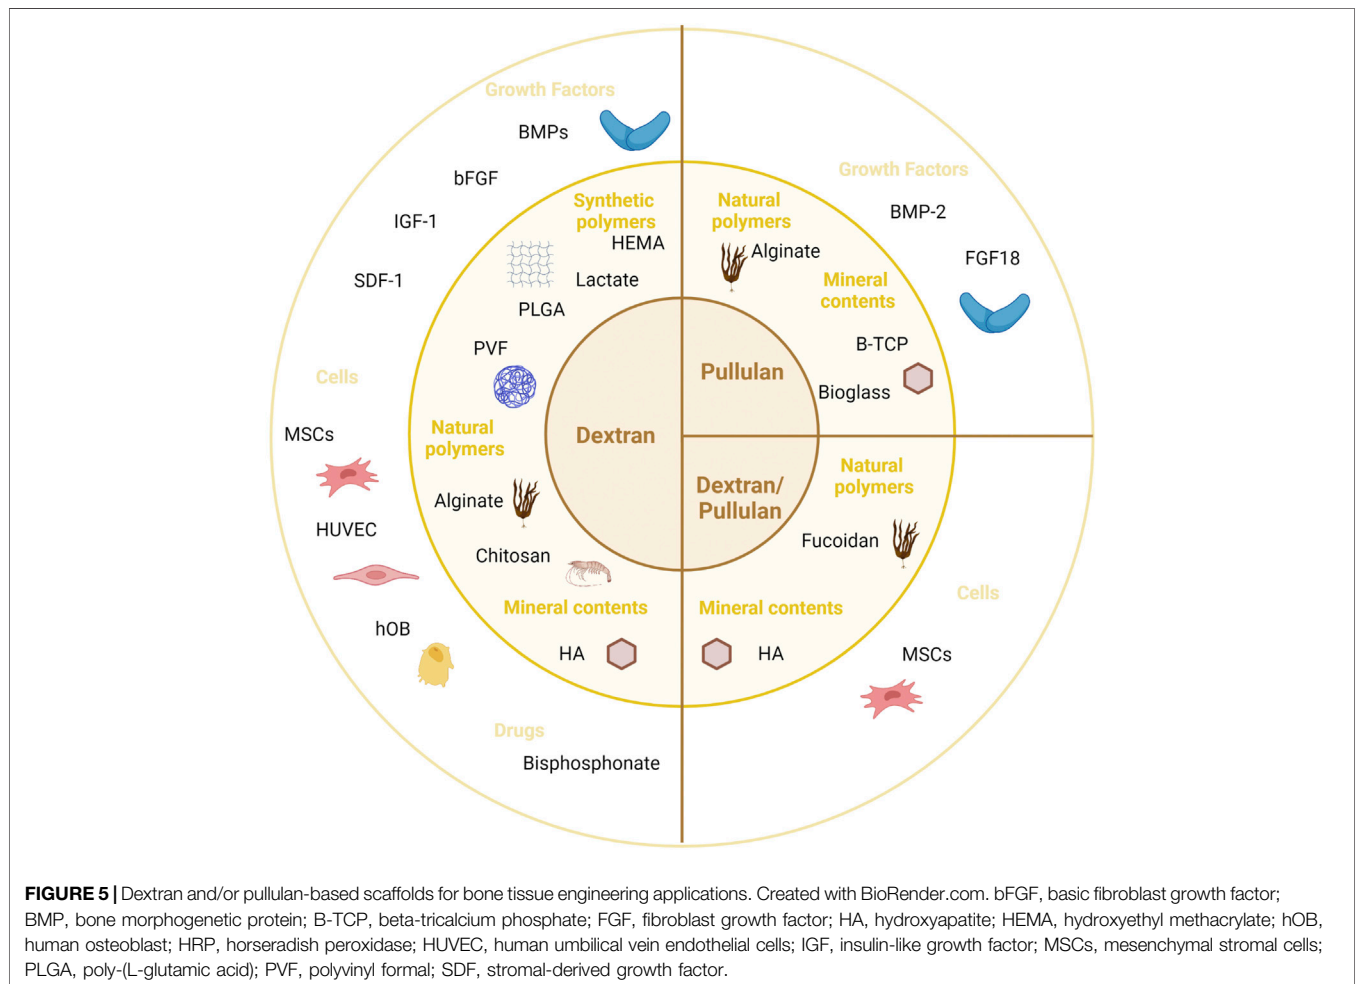 Growth Factors
BMPs
bFGF
IGF-1
SDF-1
Cells
MSCs
HUVEC
hOB
Drugs
Bisphosphonate
Synthetic
polymers
HEMA
Lactate
PLGA
PVF
Natural
polymers
Alginate
Chitosan
Mineral contents
HA
Dextran
Growth Factors
BMP-2
FGF18
Natural
polymers
Alginate
Mineral
contents
B-TCP
Bioglass
Pullulan
Dextran/
Pullulan
Natural
polymers
Fucoidan
Mineral contents
HA
Cells
MSCs
FIGURE 5 | Dextran and/or pullulan-based scaffolds for bone tissue engineering applications. Created with BioRender.com. bFGF, basic fibroblast growth factor;
BMP, bone morphogenetic protein; B-TCP, beta-tricalcium phosphate; FGF, fibroblast growth factor; HA, hydroxyapatite; HEMA, hydroxyethyl methacrylate; hOB,
human osteoblast; HRP, horseradish peroxidase; HUVEC, human umbilical vein endothelial cells; IGF, insulin-like growth factor; MSCs, mesenchymal stromal cells;
PLGA, poly-(L-glutamic acid); PVF, polyvinyl formal; SDF, stromal-derived growth factor.